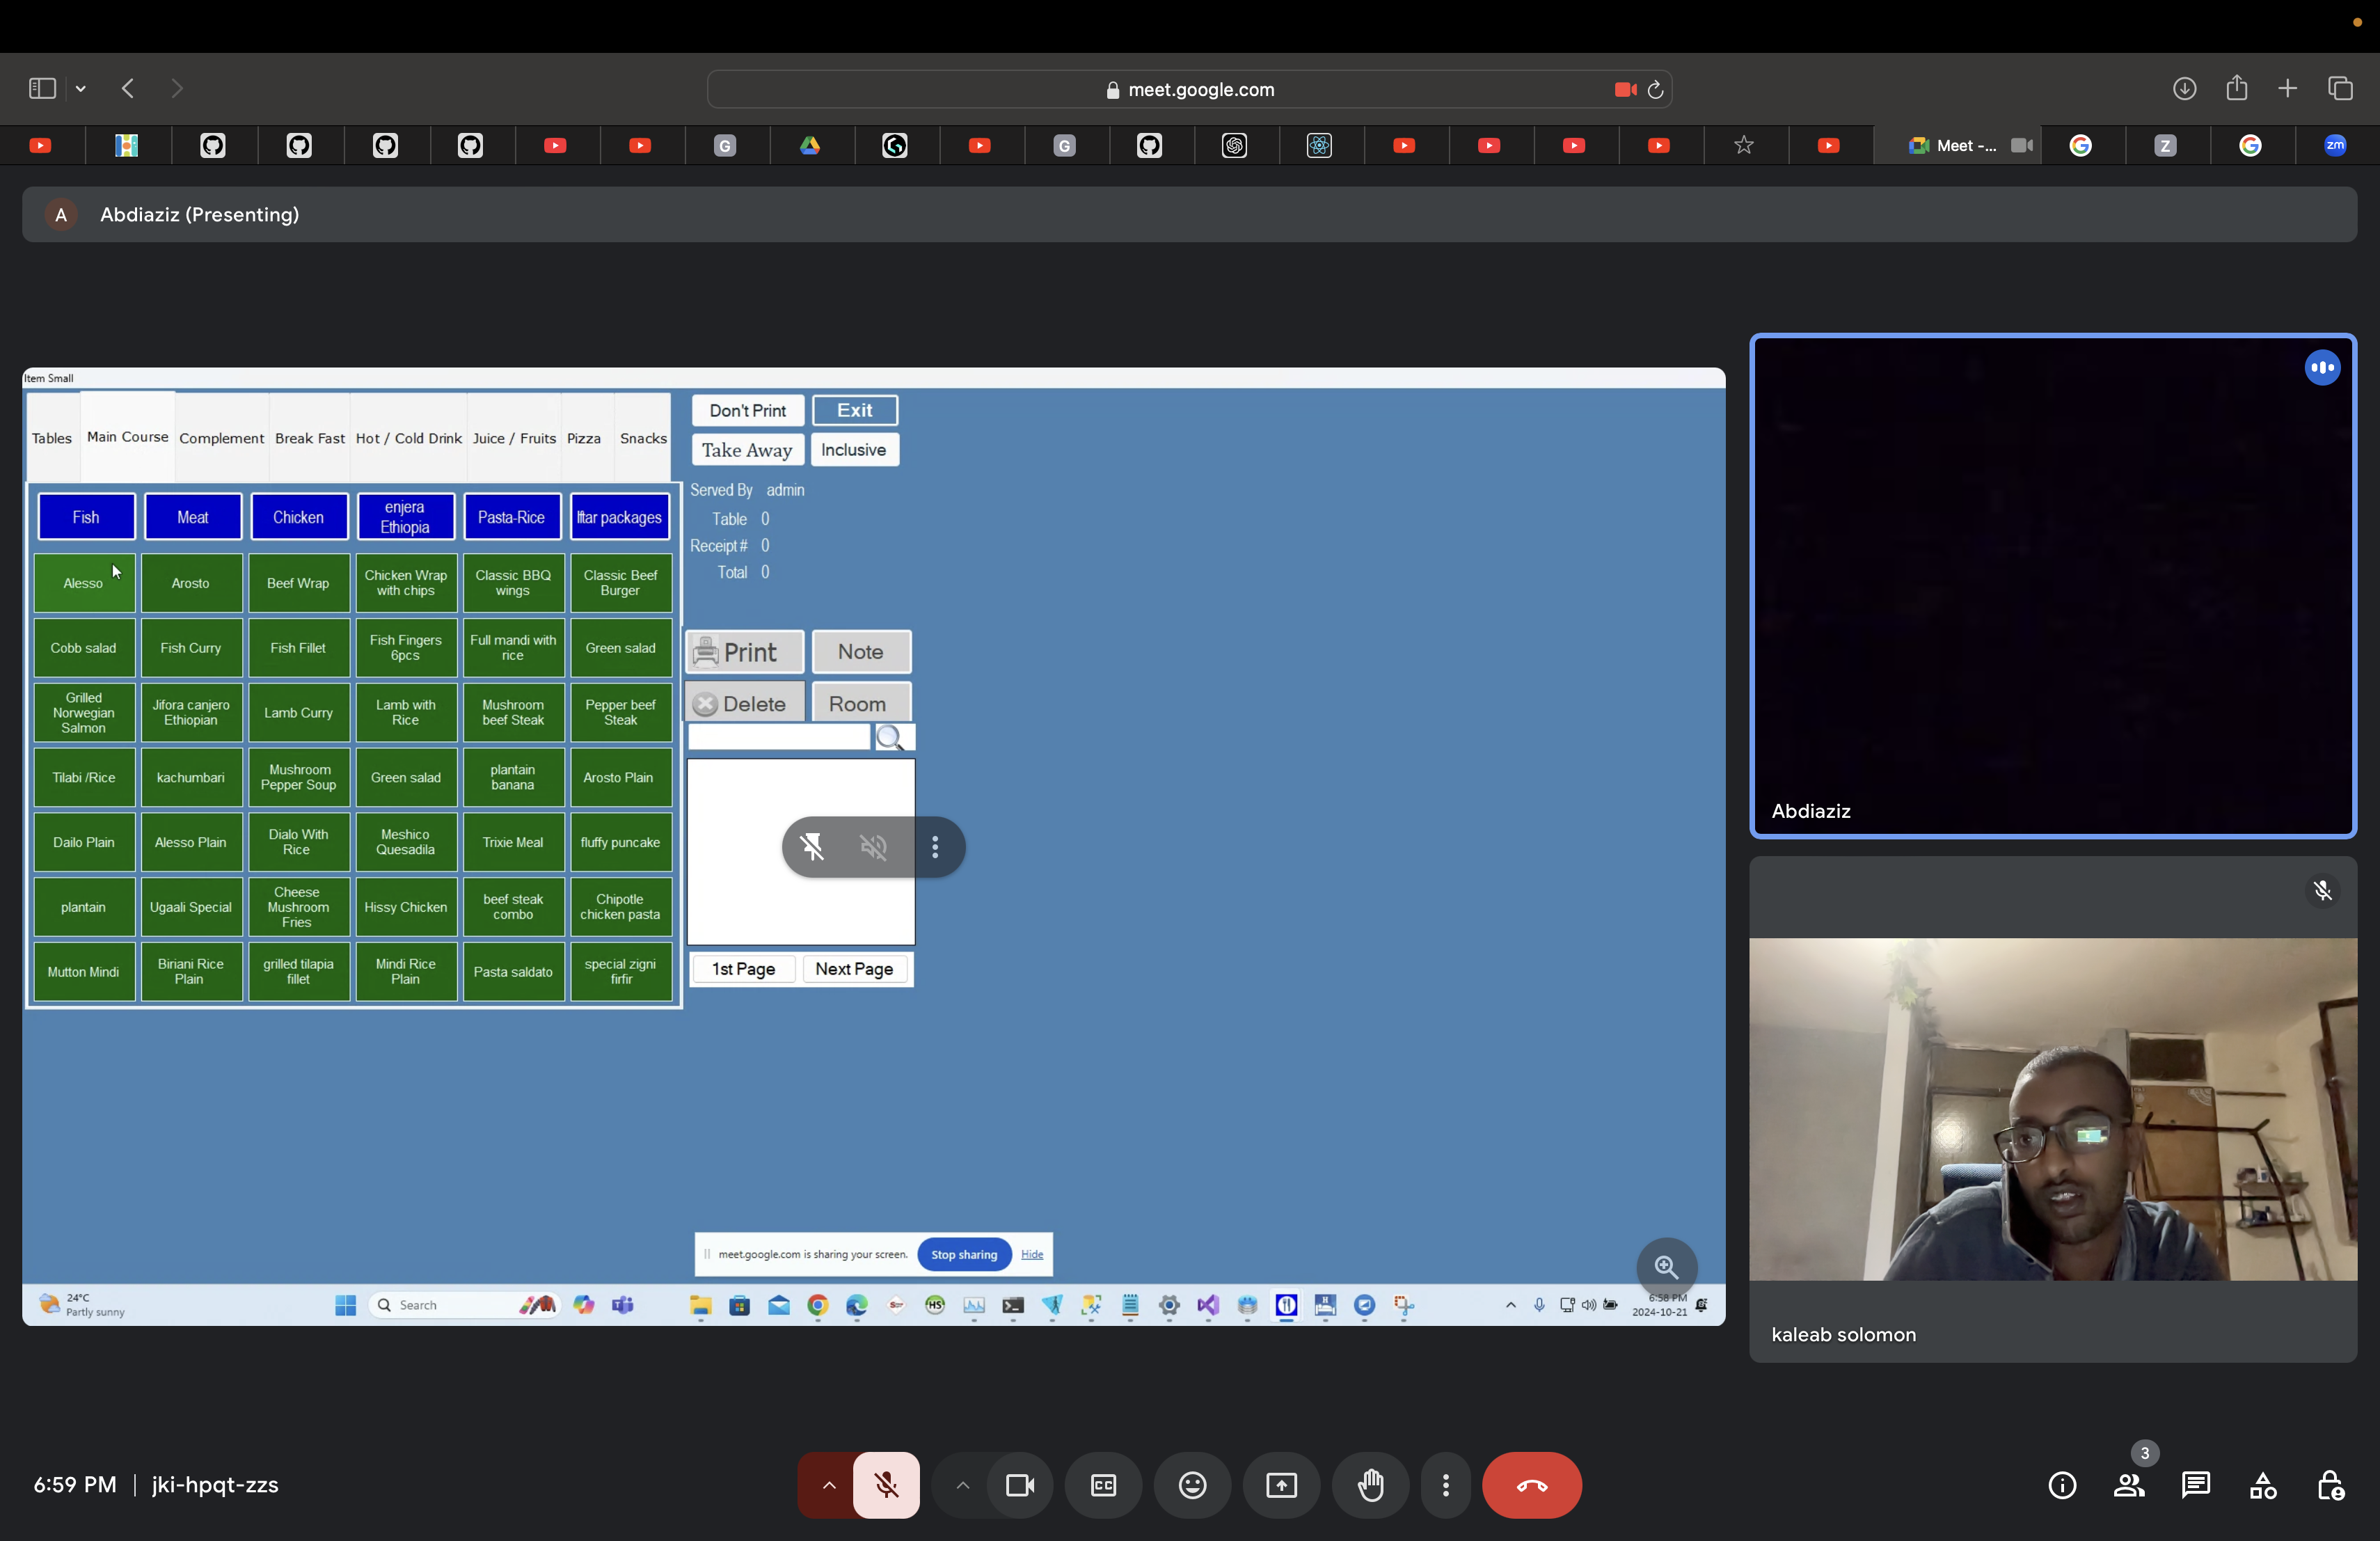 meet.google.com
Meet -...
A
Abdiaziz (Presenting)
Item Small
Tables
Main Course
Complement
Break Fast
Hot / Cold Drink
Juice / Fruits
Pizza
Snacks
Don't Print
Exit
Take Away
Inclusive
Served By admin
Table 0
Receipt # 0
Total 0
Fish
Meat
Chicken
enjera
Ethiopia
Pasta-Rice
Iftar packages
Alesso
Arosto
Beef Wrap
Chicken Wrap
with chips
Classic BBQ
wings
Classic Beef
Burger
Cobb salad
Fish Curry
Fish Fillet
Fish Fingers
6pcs
Full mandi with
rice
Green salad
Grilled
Norwegian
Salmon
Jifora canjero
Ethiopian
Lamb Curry
Lamb with
Rice
Mushroom
beef Steak
Pepper beef
Steak
Tilabi /Rice
kachumbari
Mushroom
Pepper Soup
Green salad
plantain
banana
Arosto Plain
Dailo Plain
Alesso Plain
Dialo With
Rice
Meshico
Quesadila
Trixie Meal
fluffy puncake
plantain
Ugaali Special
Cheese
Mushroom
Fries
Hissy Chicken
beef steak
combo
Chipotle
chicken pasta
Mutton Mindi
Biriani Rice
Plain
grilled tilapia
fillet
Mindi Rice
Plain
Pasta saldato
special zigni
firfir
Print
Note
Delete
Room
1st Page
Next Page
meet.google.com is sharing your screen.
Stop sharing
Hide
24°C
Partly sunny
Search
6:58 PM
2024-10-21
Abdiaziz
kaleab solomon
6:59 PM | jki-hpqt-zzs
CC
3